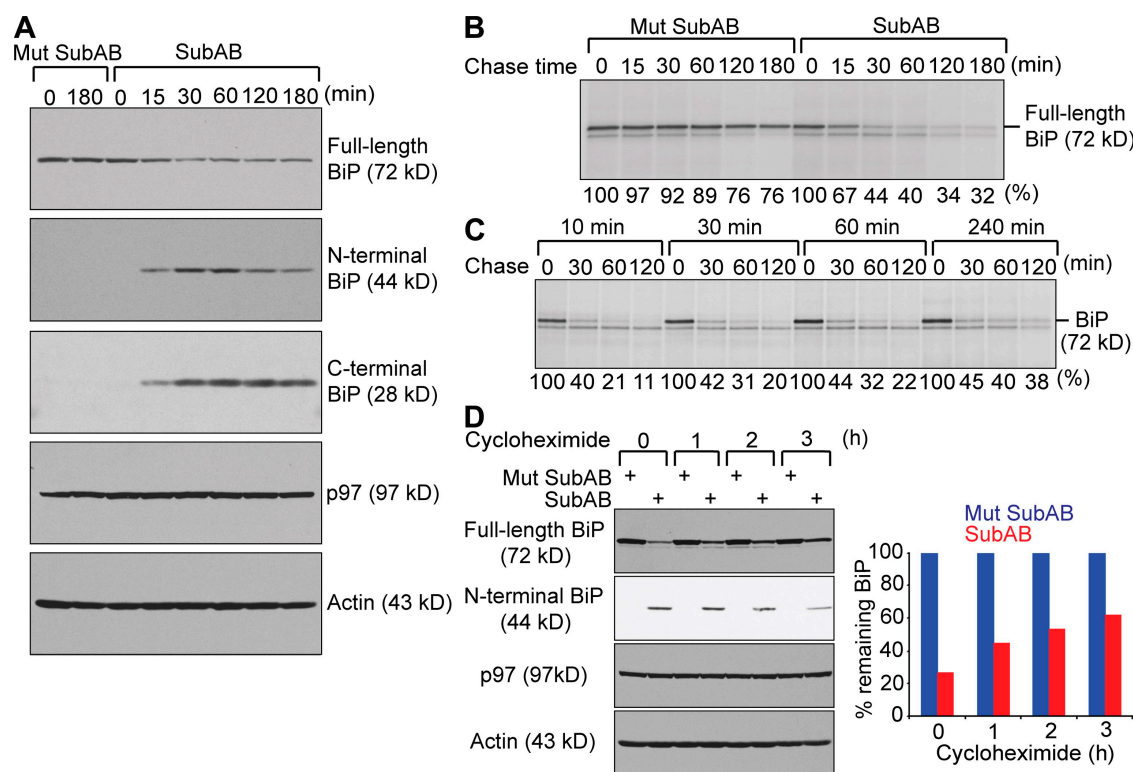 A
Mut SubAB SubAB
0 180 0 15 30 60 120 180 (min)
Full-length
BiP (72 kD)
N-terminal
BiP (44 kD)
C-terminal
BiP (28 kD)
p97 (97 kD)
Actin (43 kD)
B
Mut SubAB SubAB
Chase time 0 15 30 60 120 180 0 15 30 60 120 180 (min)
Full-length
BiP (72 kD)
100 97 92 89 76 76 100 67 44 40 34 32 (%)
C
10 min 30 min 60 min 240 min
Chase 0 30 60 120 0 30 60 120 0 30 60 120 0 30 60 120 (min)
BiP
(72 kD)
100 40 21 11 100 42 31 20 100 44 32 22 100 45 40 38 (%)
D
Cycloheximide 0 1 2 3 (h)
Mut SubAB + + + +
SubAB + + + +
Full-length BiP
(72 kD)
N-terminal BiP
(44 kD)
p97 (97kD)
Actin (43 kD)
Mut SubAB
SubAB
% remaining BiP
100
80
60
40
20
0
0 1 2 3
Cycloheximide (h)